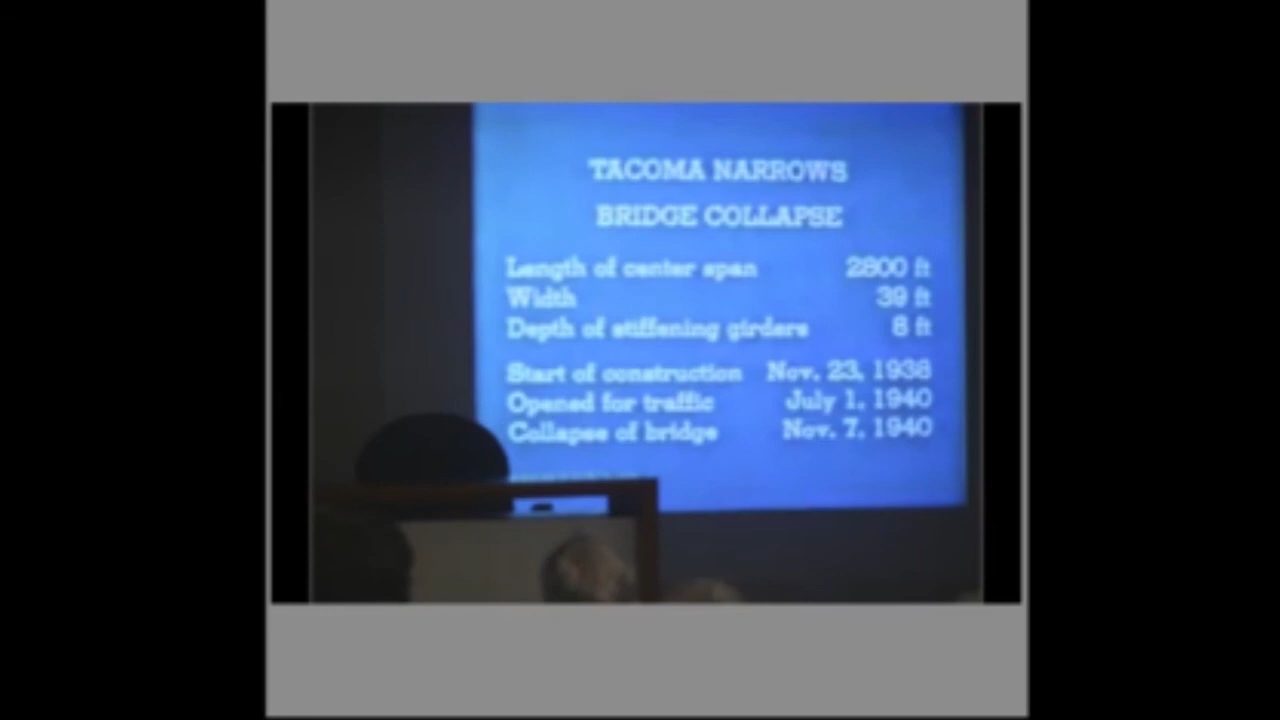 TACOMA NARROWS
BRIDGE COLLAPSE
Length of center span 2800 ft
Width 39 ft
Depth of stiffening girders 8 ft
Start of construction Nov. 23, 1938
Opened for traffic July 1, 1940
Collapse of bridge Nov. 7, 1940